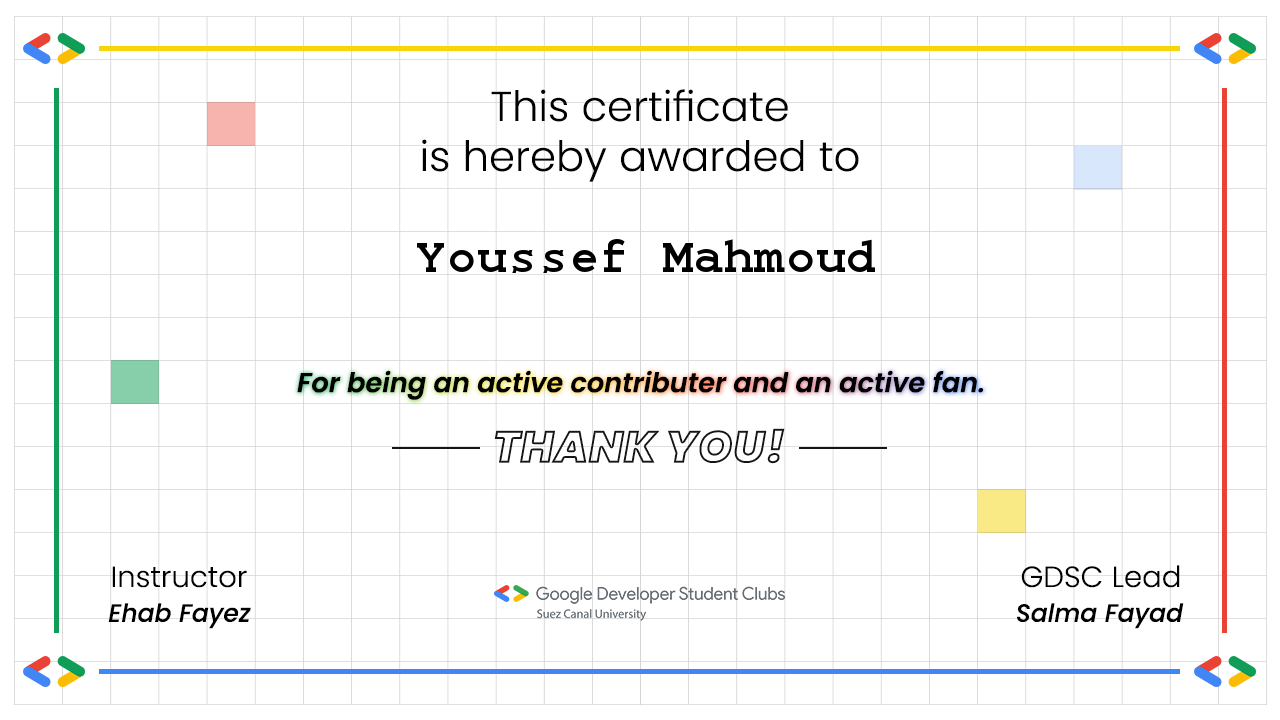 This certificate
is hereby awarded to
Youssef Mahmoud
For being an active contributer and an active fan.
THANK YOU!
Instructor
Ehab Fayez
Google Developer Student Clubs
Suez Canal University
GDSC Lead
Salma Fayad